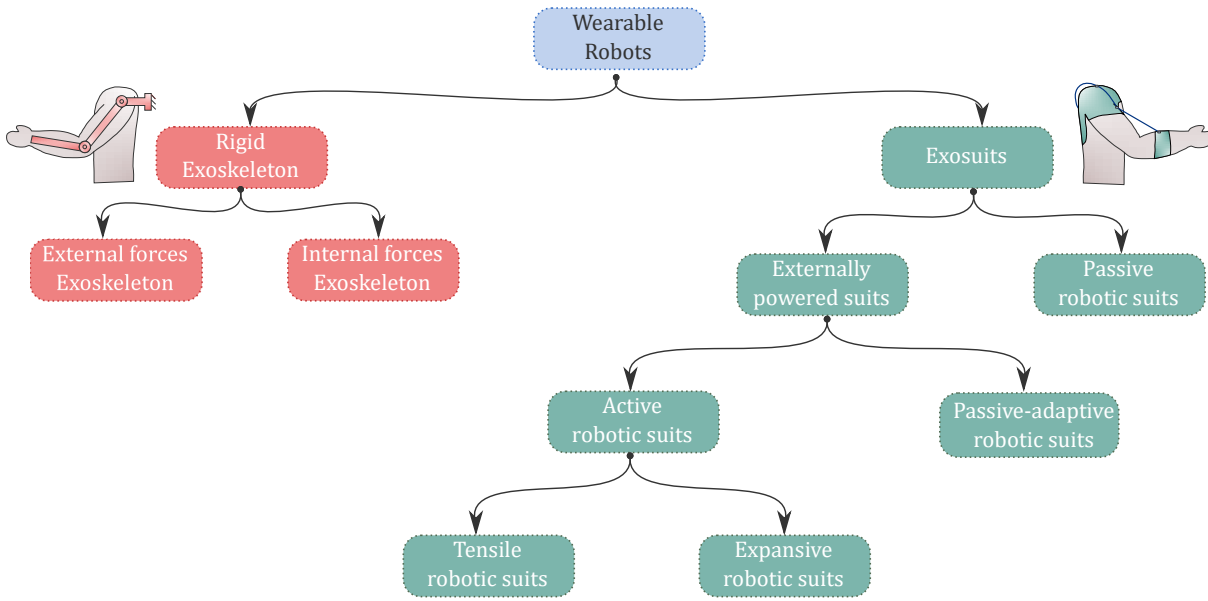 Wearable
Robots
Rigid
Exoskeleton
Exosuits
External forces
Exoskeleton
Internal forces
Exoskeleton
Externally
powered suits
Passive
robotic suits
Active
robotic suits
Passive-adaptive
robotic suits
Tensile
robotic suits
Expansive
robotic suits